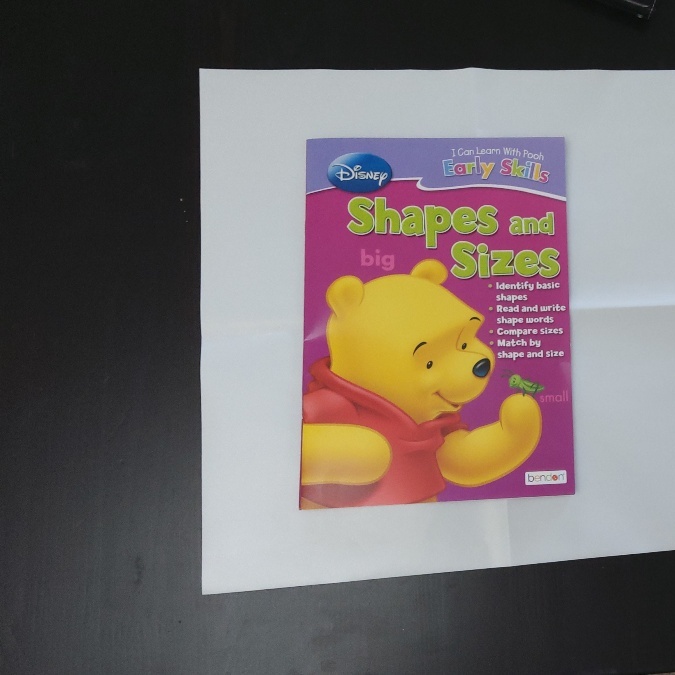 I Can Learn With Pooh
Disney
Early Skills
Shapes and
Sizes
big
• Identify basic
shapes
• Read and write
shape words
• Compare sizes
• Match by
shape and size
small
bendon